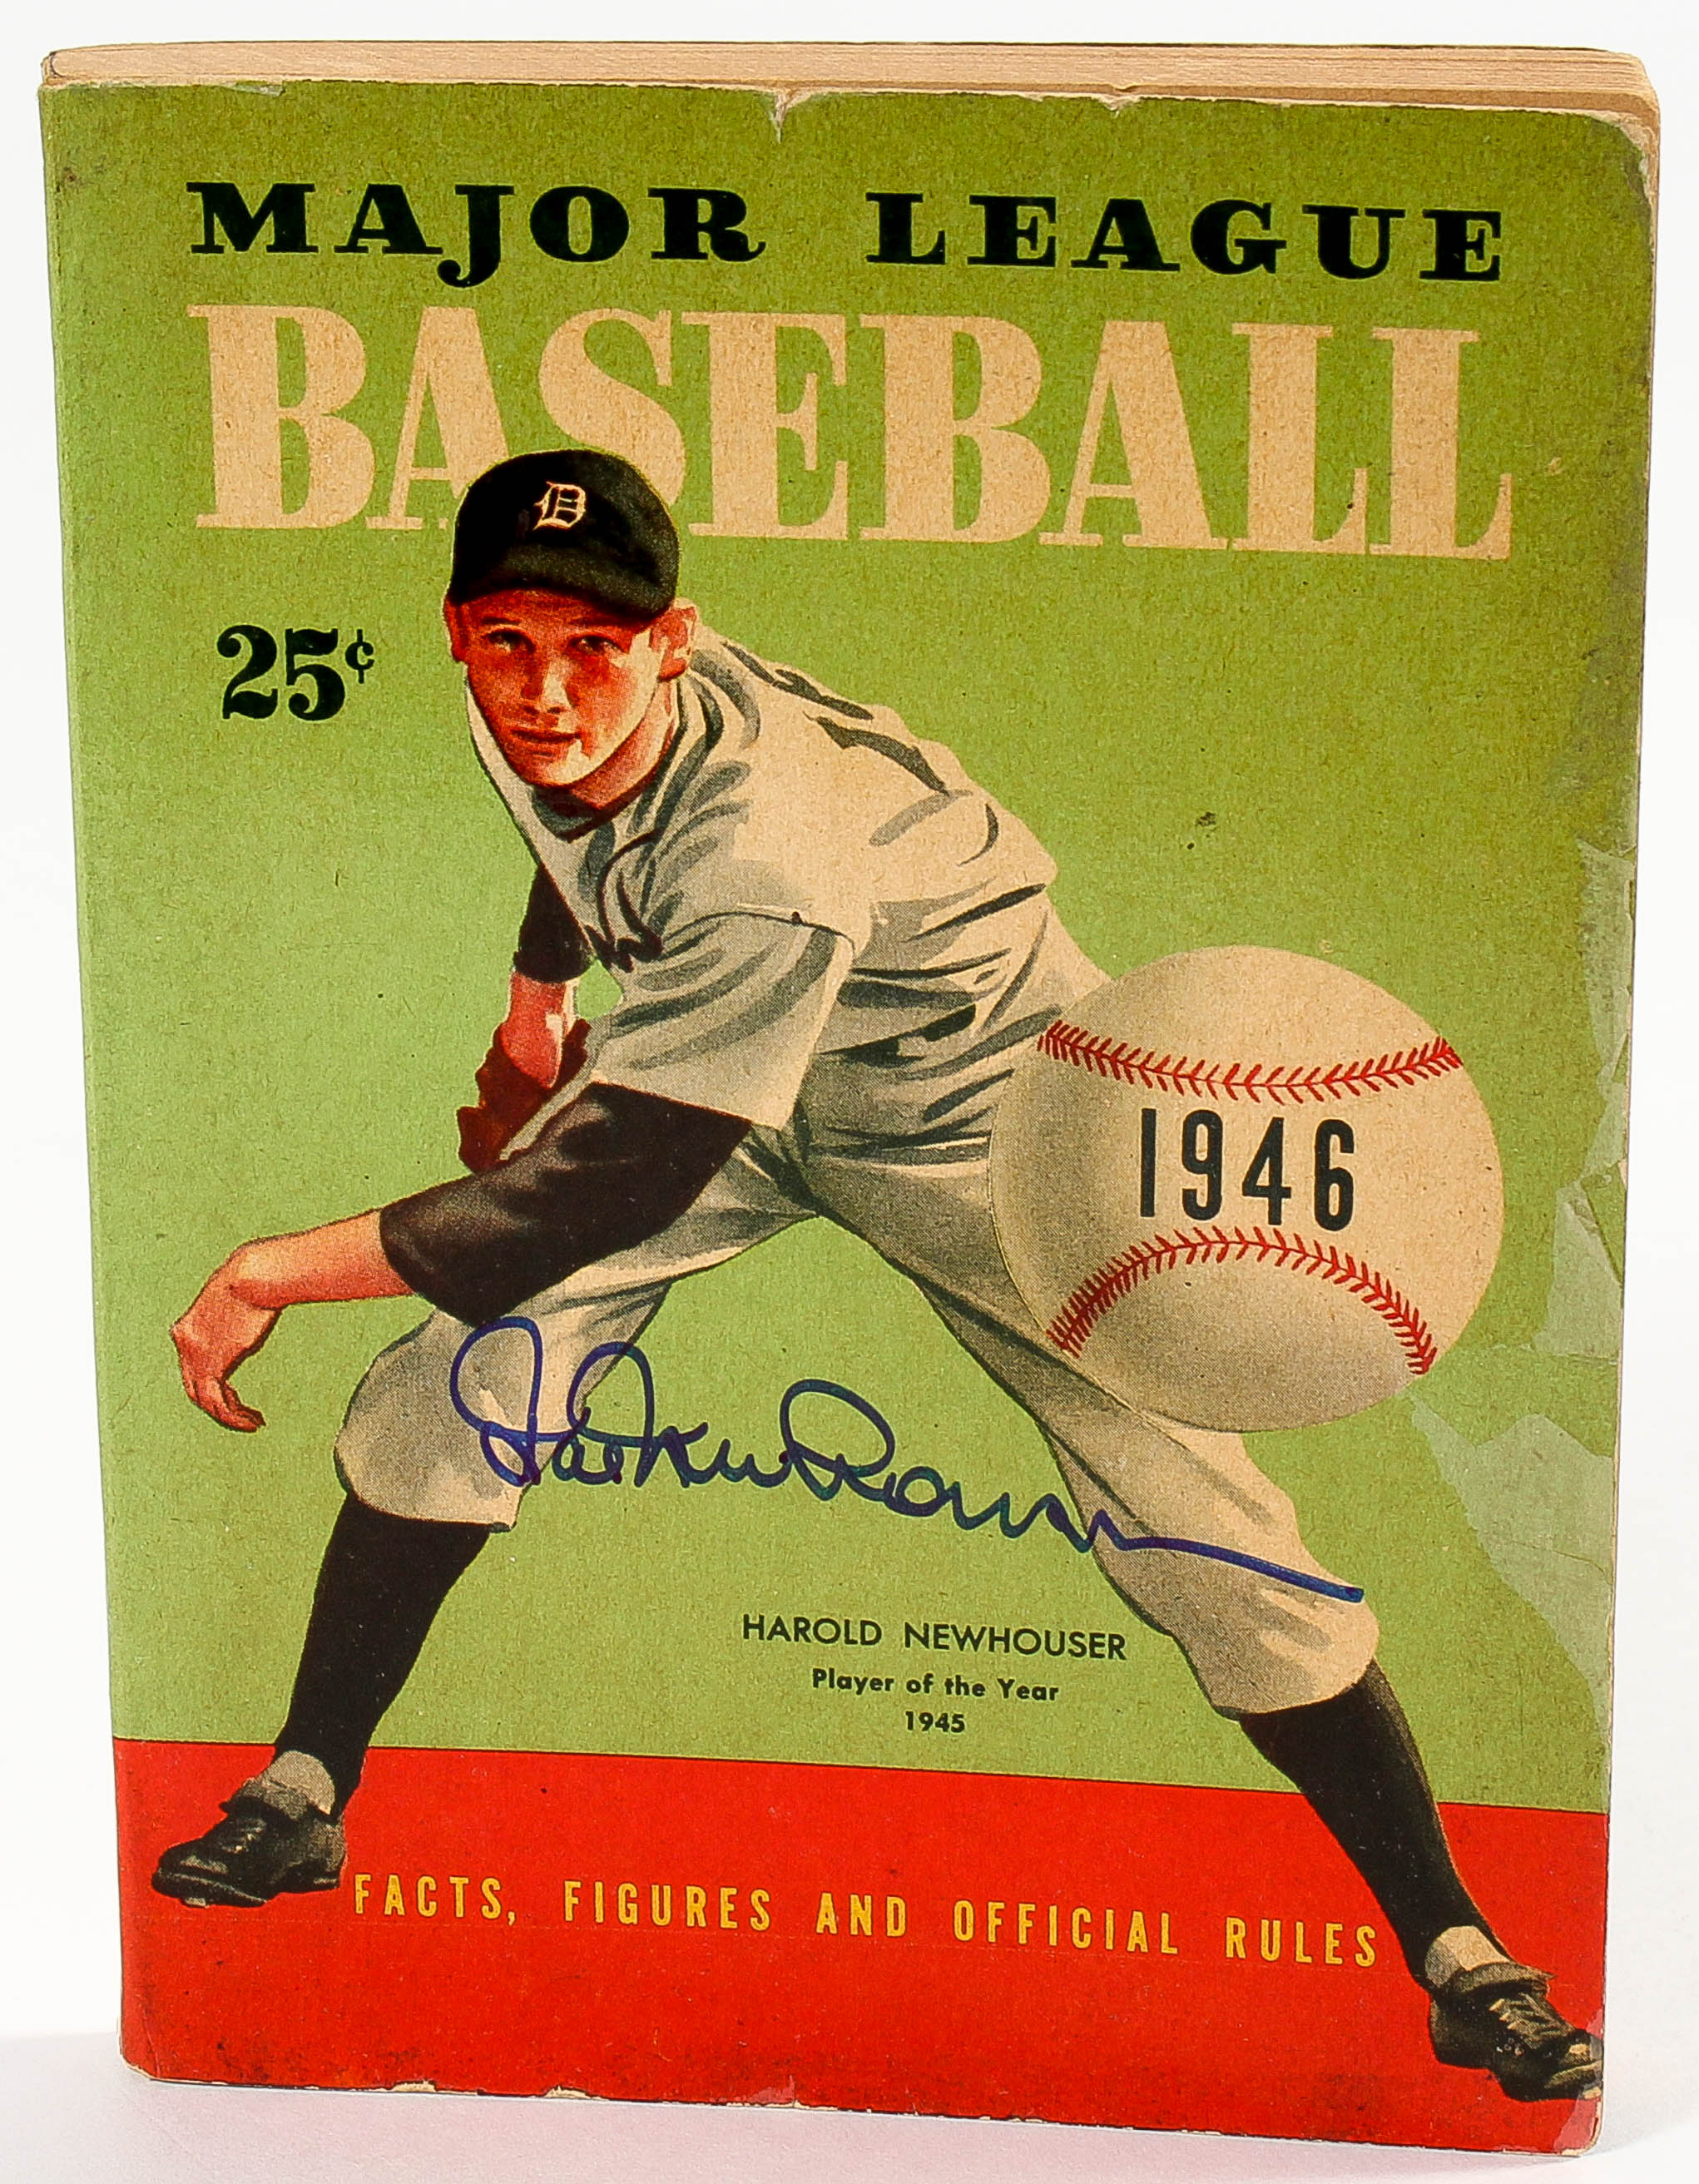 MAJOR LEAGUE
BASEBALL
D
25¢
1946
HAROLD NEWHOUSER
Player of the Year
1945
FACTS, FIGURES AND OFFICIAL RULES